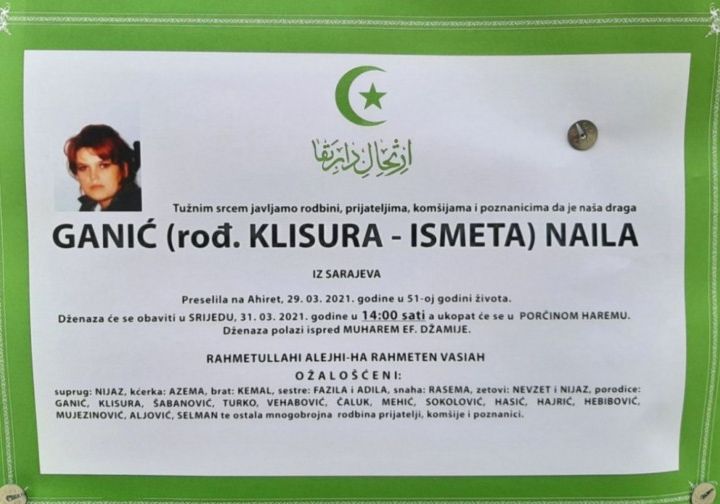 ارتحال دار بقا
Tužnim srcem javljamo rodbini, prijateljima, komšijama i poznanicima da je naša draga
GANIĆ (rođ. KLISURA - ISMETA) NAILA
IZ SARAJEVA
Preselila na Ahiret, 29. 03. 2021. godine u 51-oj godini života.
Dženaza će se obaviti u SRIJEDU, 31. 03. 2021. godine u 14:00 sati a ukopat će se u PORČINOM HAREMU.
Dženaza polazi ispred MUHAREM EF. DŽAMIJE.
RAHMETULLAHI ALEJHI-HA RAHMETEN VASIAH
OŽALOŠĆENI:
suprug: NIJAZ, kćerka: AZEMA, brat: KEMAL, sestre: FAZILA i ADILA, snaha: RASEMA, zetovi: NEVZET i NIJAZ, porodice:
GANIĆ, KLISURA, ŠABANOVIĆ, TURKO, VEHABOVIĆ, ČALUK, MEHIĆ, SOKOLOVIĆ, HASIĆ, HAJRIĆ, HEBIBOVIĆ,
MUJEZINOVIĆ, ALJOVIĆ, SELMAN te ostala mnogobrojna rodbina prijatelji, komšije i poznanici.